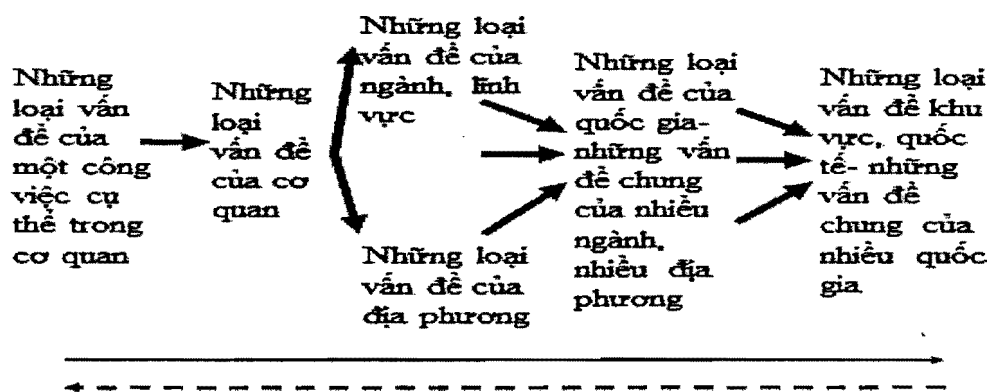 Những
loại vấn
đề của
một công
việc cụ
thể trong
cơ quan
Những
loại
vấn đề
của cơ
quan
Những loại
vấn đề của
ngành, lĩnh
vực
Những loại
vấn đề của
địa phương
Những loại
vấn đề của
quốc gia-
những vấn
đề chung
của nhiều
ngành,
nhiều địa
phương
Những loại
vấn đề khu
vực, quốc
tế- những
vấn đề
chung của
nhiều quốc
gia